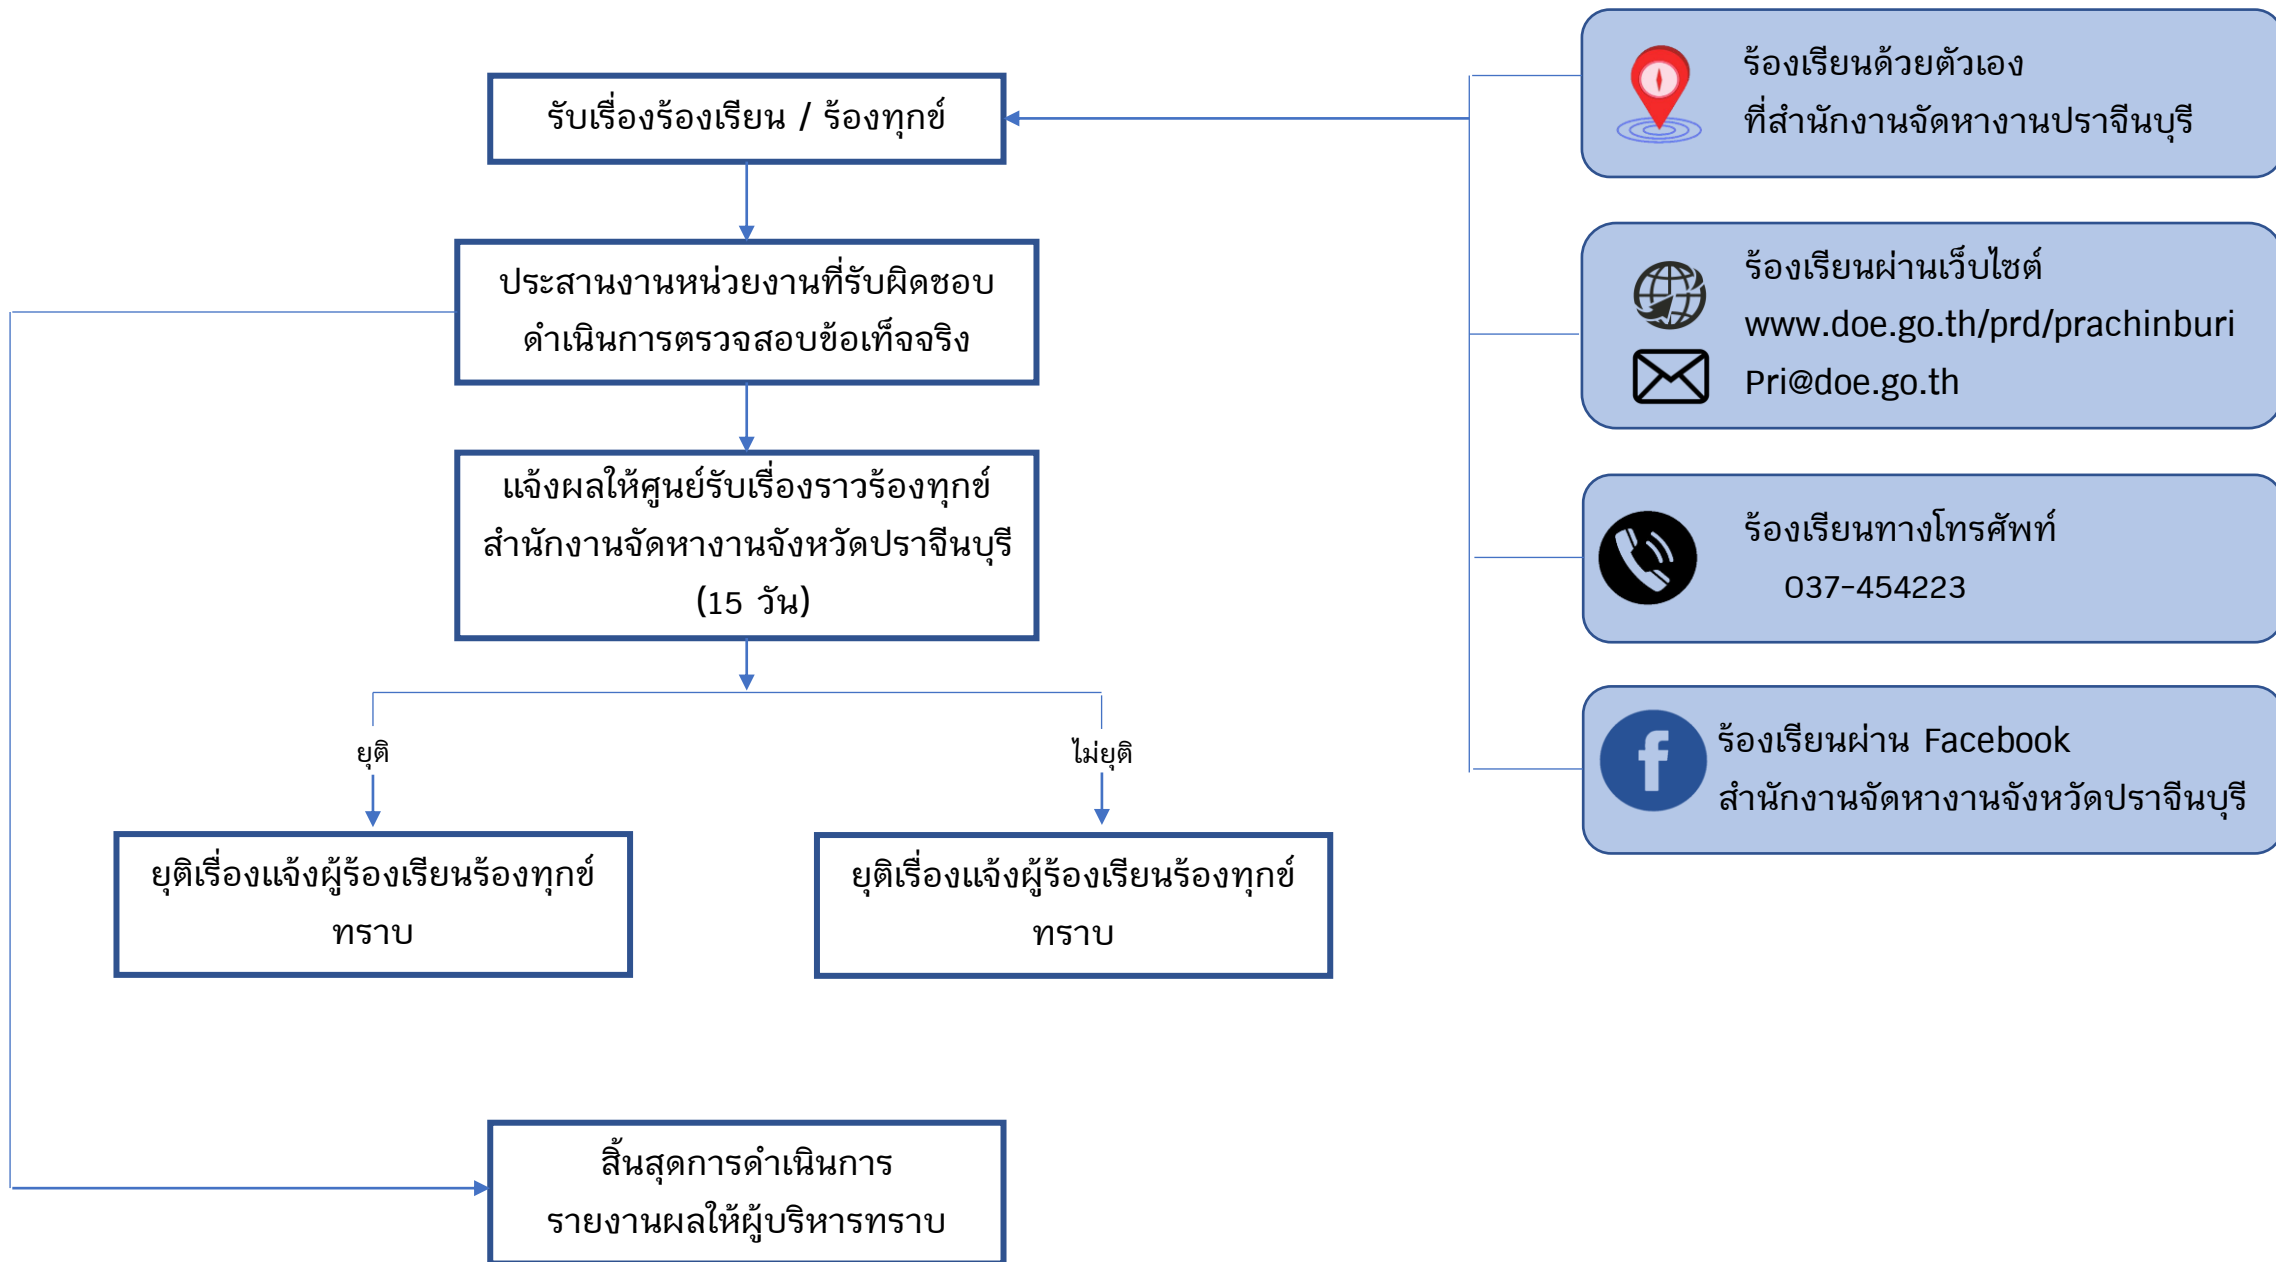 รับเรื่องร้องเรียน / ร้องทุกข์
ประสานงานหน่วยงานที่รับผิดชอบ
ดำเนินการตรวจสอบข้อเท็จจริง
แจ้งผลให้ศูนย์รับเรื่องราวร้องทุกข์
สำนักงานจัดหางานจังหวัดปราจีนบุรี
(15 วัน)
ยุติ
ไม่ยุติ
ยุติเรื่องแจ้งผู้ร้องเรียนร้องทุกข์
ทราบ
ยุติเรื่องแจ้งผู้ร้องเรียนร้องทุกข์
ทราบ
สิ้นสุดการดำเนินการ
รายงานผลให้ผู้บริหารทราบ
ร้องเรียนด้วยตัวเอง
ที่สำนักงานจัดหางานปราจีนบุรี
ร้องเรียนผ่านเว็บไซต์
www.doe.go.th/prd/prachinburi
Pri@doe.go.th
ร้องเรียนทางโทรศัพท์
037-454223
ร้องเรียนผ่าน Facebook
สำนักงานจัดหางานจังหวัดปราจีนบุรี